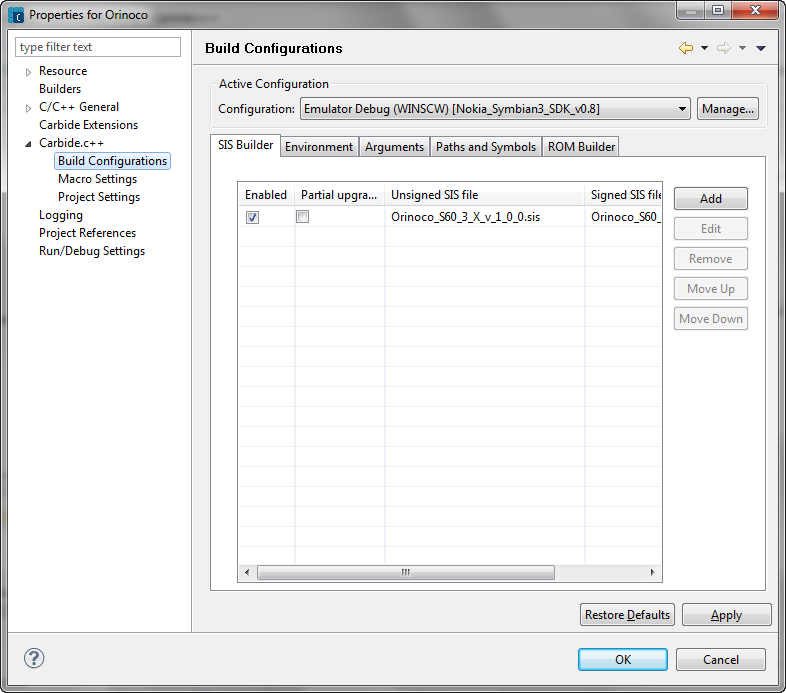 Properties for Orinoco
type filter text
Resource
Builders
C/C++ General
Carbide Extensions
Carbide.c++
Build Configurations
Macro Settings
Project Settings
Logging
Project References
Run/Debug Settings
Build Configurations
Active Configuration
Configuration: Emulator Debug (WINSCW) [Nokia_Symbian3_SDK_v0.8] Manage...
SIS Builder Environment Arguments Paths and Symbols ROM Builder
Enabled Partial upgra... Unsigned SIS file Signed SIS file
Orinoco_S60_3_X_v_1_0_0.sis Orinoco_S60_
Add
Edit
Remove
Move Up
Move Down
Restore Defaults Apply
OK Cancel